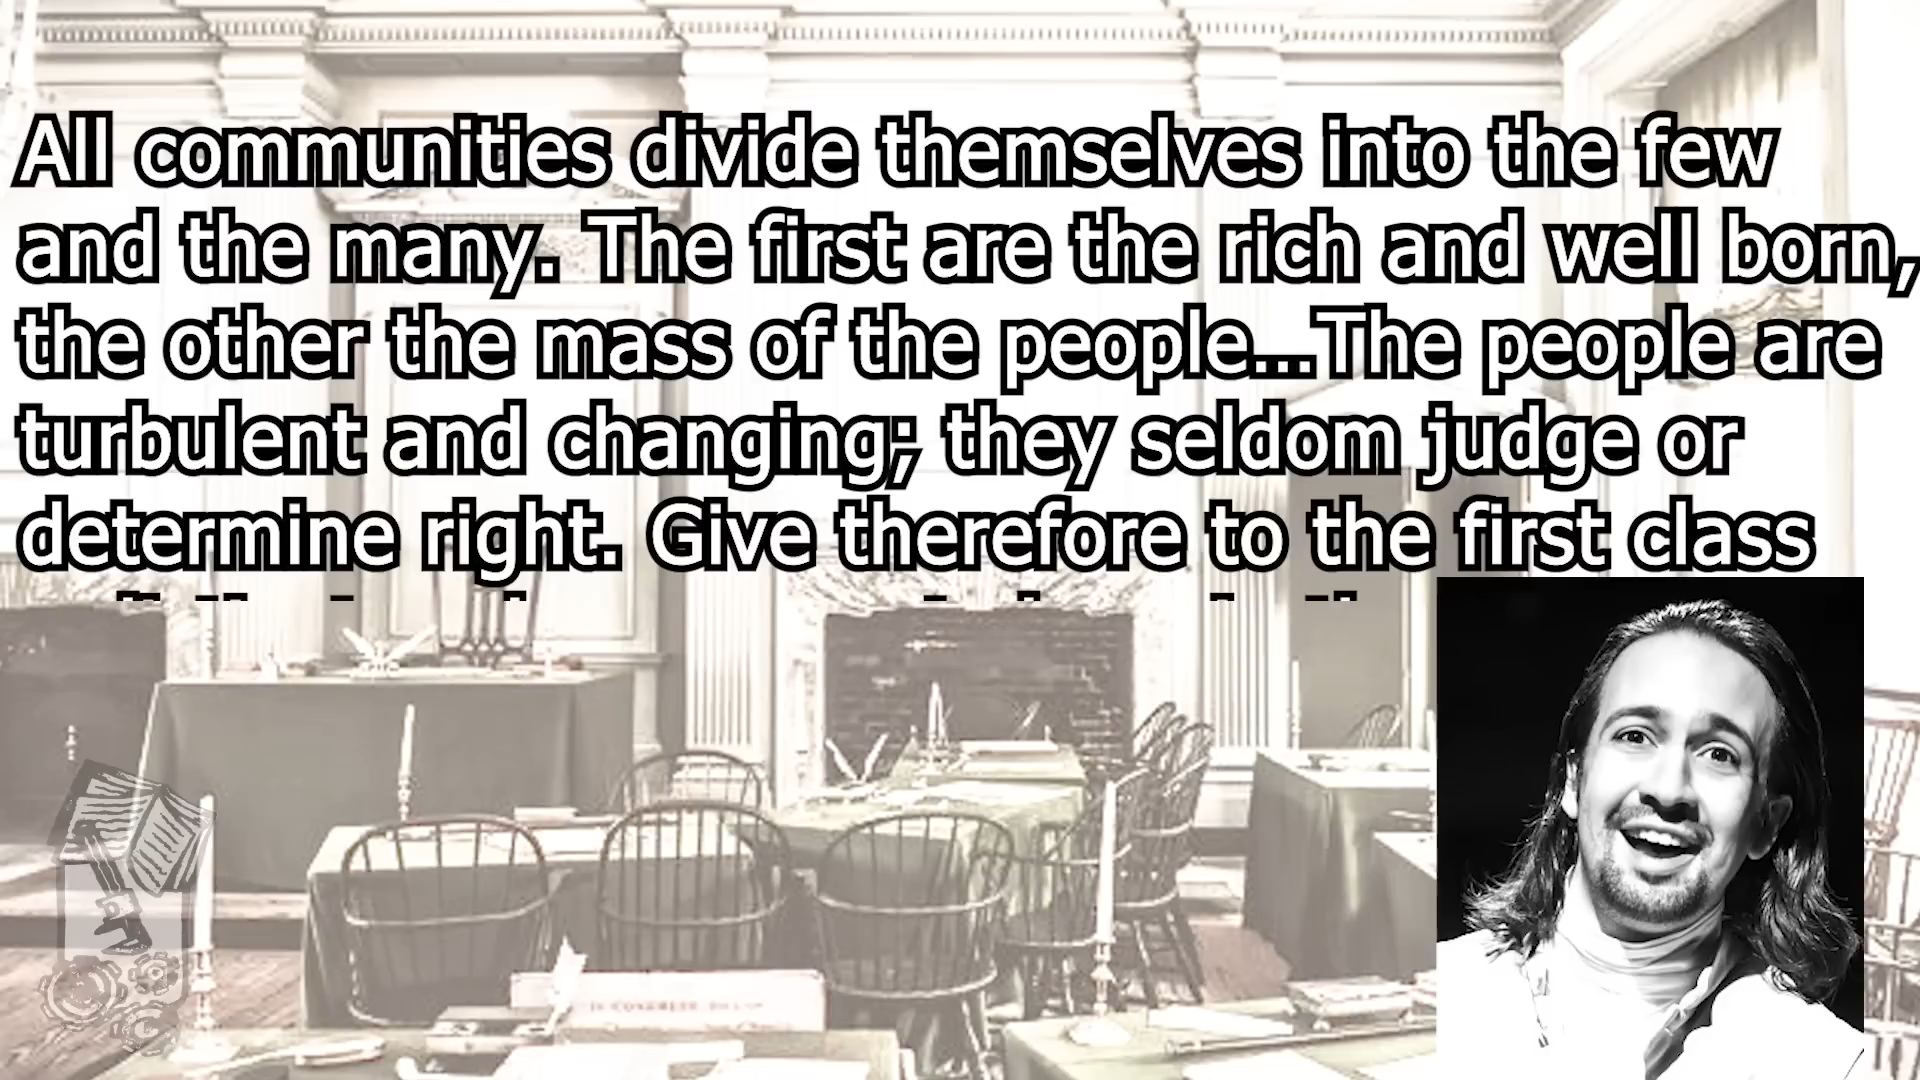 All communities divide themselves into the few
and the many. The first are the rich and well born,
the other the mass of the people...The people are
turbulent and changing; they seldom judge or
determine right. Give therefore to the first class